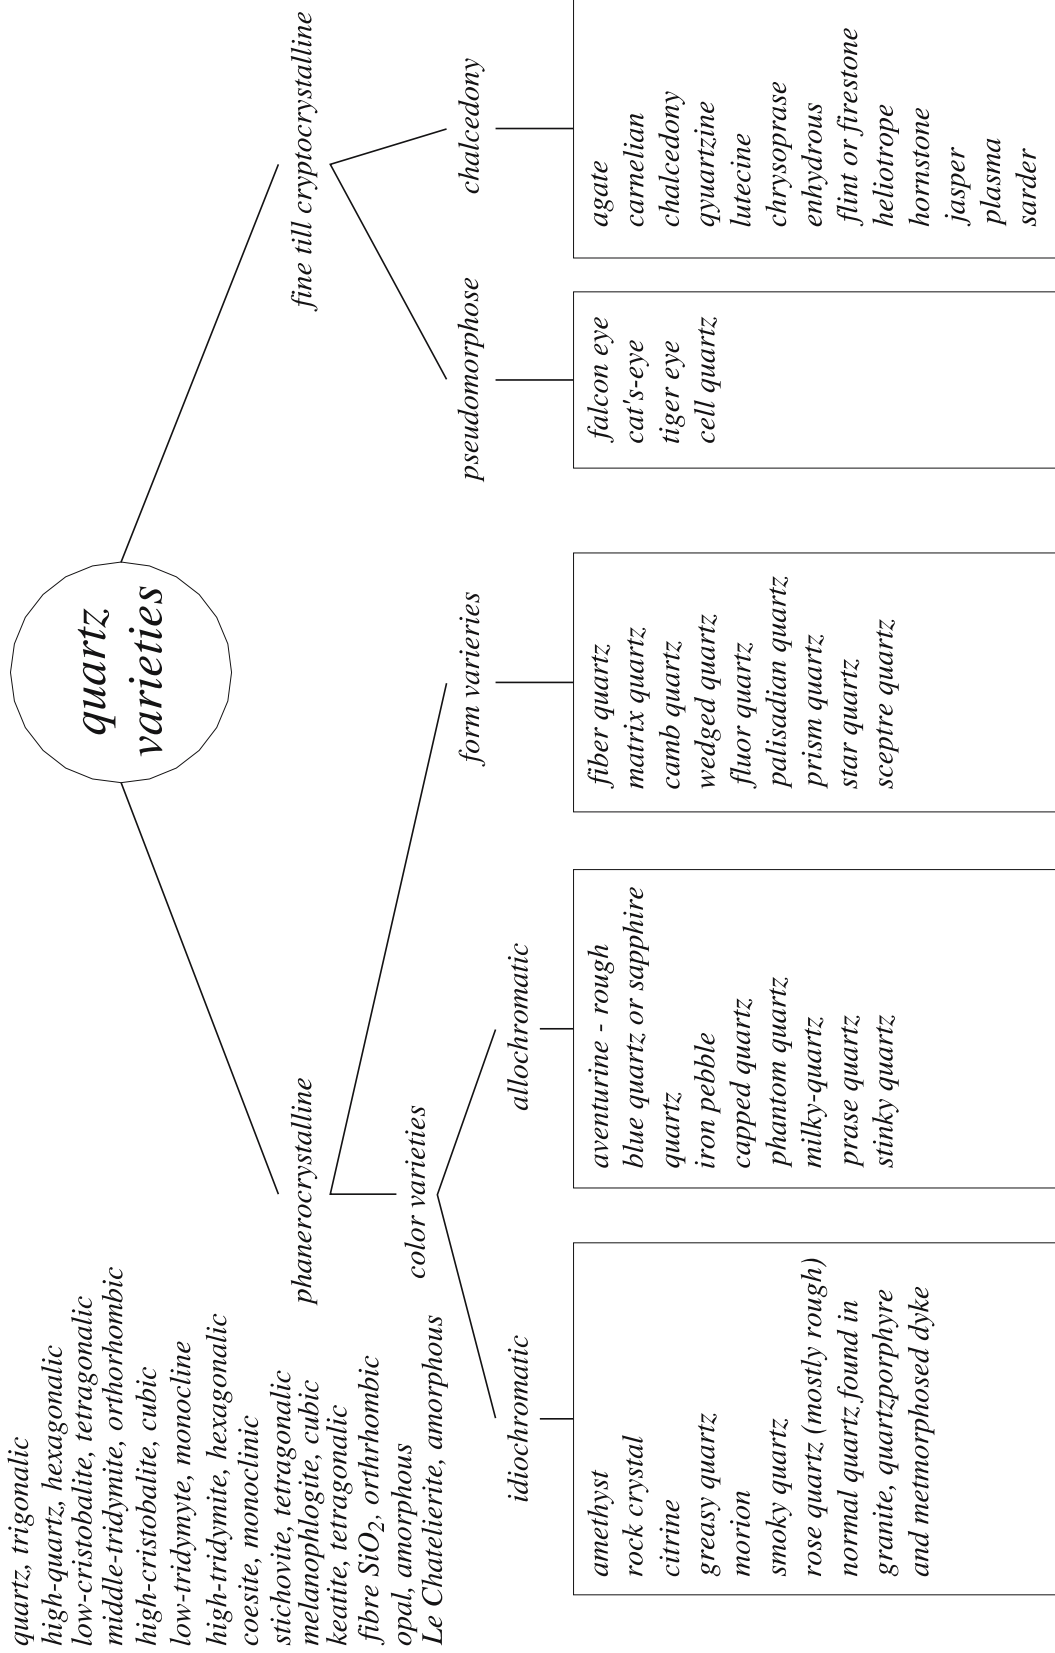 quartz, trigonalic
high-quartz, hexagonalic
low-cristobalite, tetragonalic
middle-tridymite, orthorhombic
high-cristobalite, cubic
low-tridymyte, monocline
high-tridymite, hexagonalic
coesite, monoclinic
stichovite, tetragonalic
melanophlogite, cubic
keatite, tetragonalic
fibre SiO₂, orthrhombic
opal, amorphous
Le Chatelierite, amorphous
quartz
varieties
phanerocrystalline
fine till cryptocrystalline
color varieties
form varieries
pseudomorphose
chalcedony
idiochromatic
allochromatic
amethyst
rock crystal
citrine
greasy quartz
morion
smoky quartz
rose quartz (mostly rough)
normal quartz found in
granite, quartzporphyre
and metmorphosed dyke
aventurine - rough
blue quartz or sapphire
quartz
iron pebble
capped quartz
phantom quartz
milky-quartz
prase quartz
stinky quartz
fiber quartz
matrix quartz
camb quartz
wedged quartz
fluor quartz
palisadian quartz
prism quartz
star quartz
sceptre quartz
falcon eye
cat's-eye
tiger eye
cell quartz
agate
carnelian
chalcedony
qyuartzine
lutecine
chrysoprase
enhydrous
flint or firestone
heliotrope
hornstone
jasper
plasma
sarder